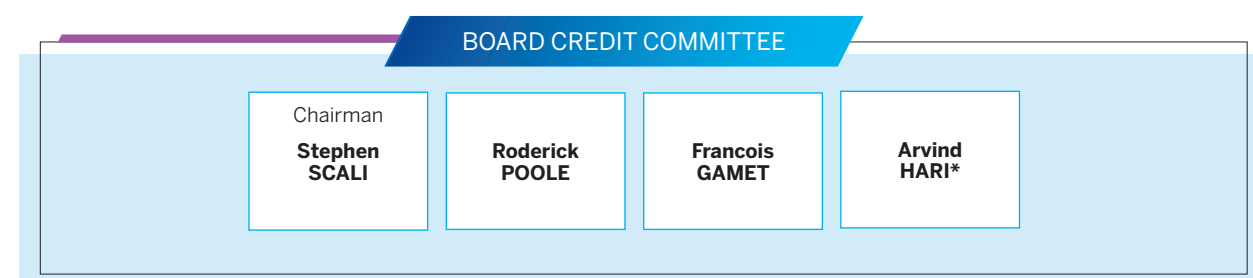 BOARD CREDIT COMMITTEE
Chairman
Stephen
SCALI
Roderick
POOLE
Francois
GAMET
Arvind
HARI*